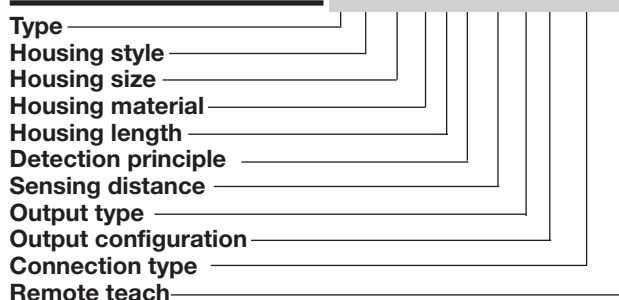 Type
Housing style
Housing size
Housing material
Housing length
Detection principle
Sensing distance
Output type
Output configuration
Connection type
Remote teach